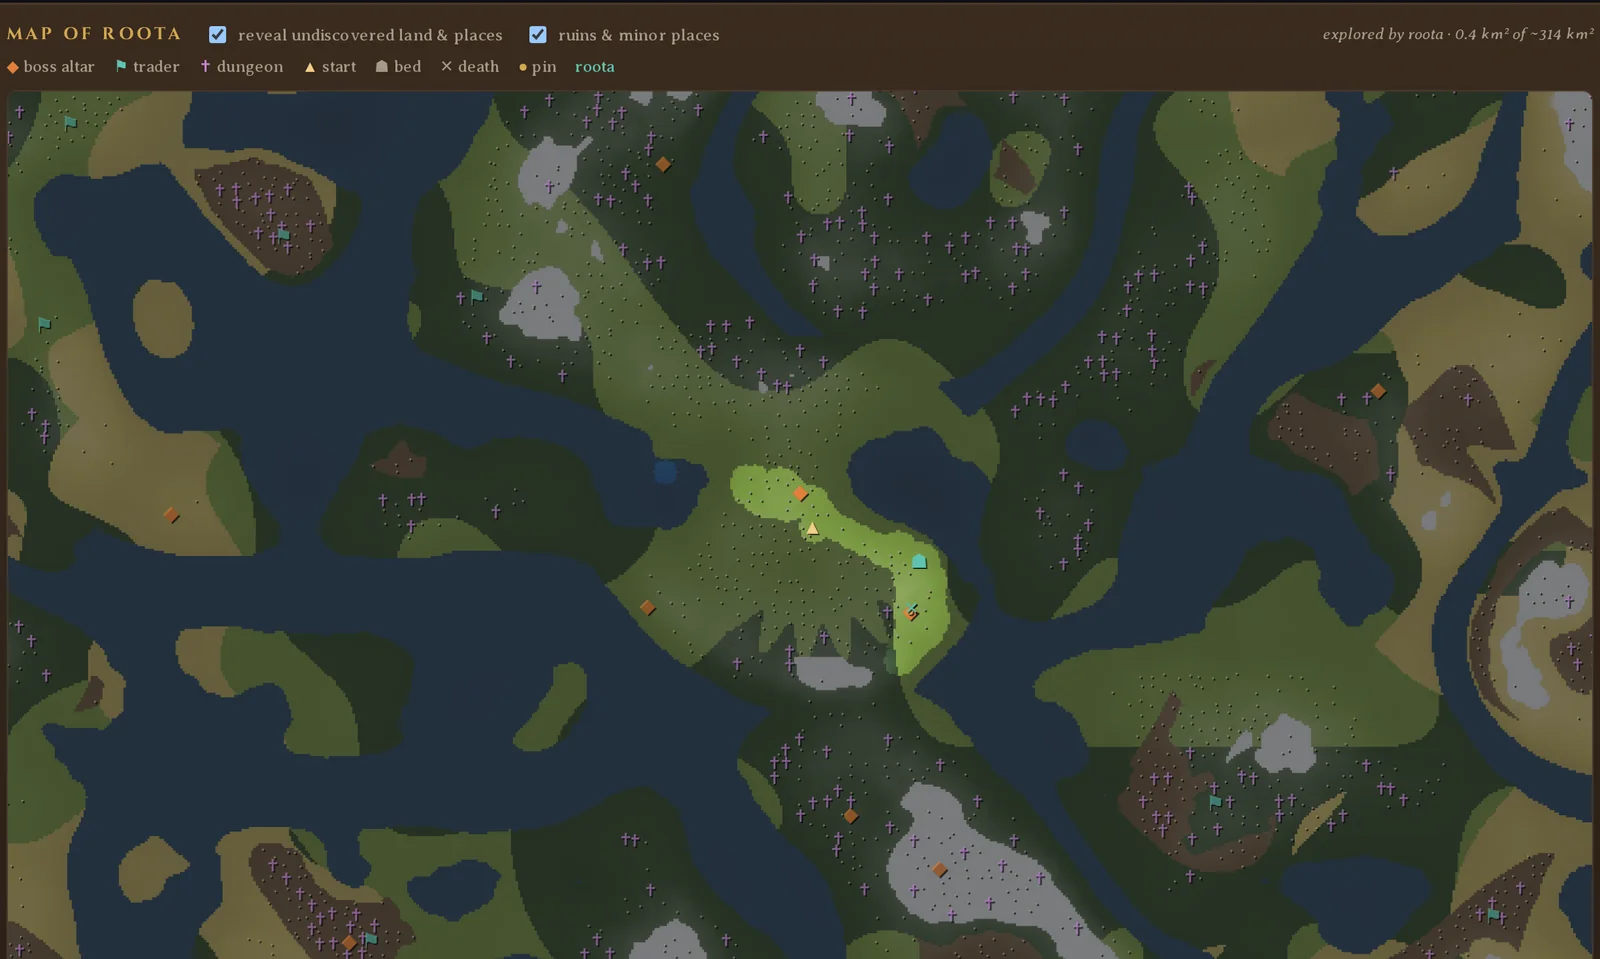 MAP OF ROOTA
reveal undiscovered land & places
ruins & minor places
explored by roota · 0.4 km² of ~314 km²
boss altar
trader
dungeon
start
bed
death
pin
roota